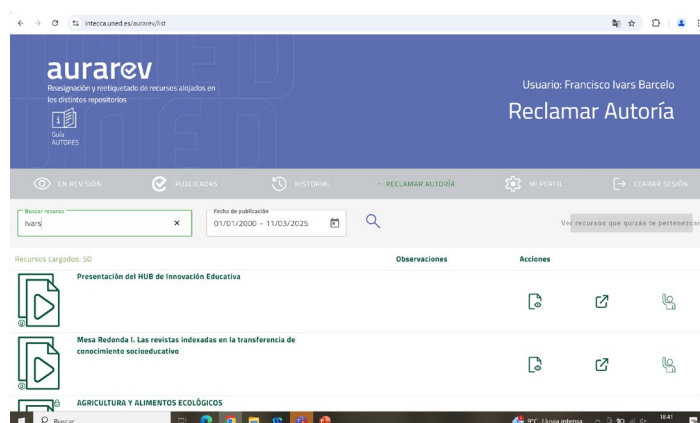 intecca.uned.es/aurarev/list
aurarev
Reasignación y reetiquetado de recursos alojados en
los distintos repositorios
Guía
AUTORES
Usuario: Francisco Ivars Barcelo
Reclamar Autoría
EN REVISIÓN
PUBLICADAS
HISTORIAL
RECLAMAR AUTORÍA
MI PERFIL
CERRAR SESIÓN
Buscar recurso
Ivars
Fecha de publicación
01/01/2000 – 11/03/2025
Ver recursos que quizás te pertenezcan
Recursos cargados: 50
Observaciones
Acciones
Presentación del HUB de Innovación Educativa
Mesa Redonda I. Las revistas indexadas en la transferencia de
conocimiento socioeducativo
AGRICULTURA Y ALIMENTOS ECOLÓGICOS
Buscar
9°C Lluvia intensa
18:41